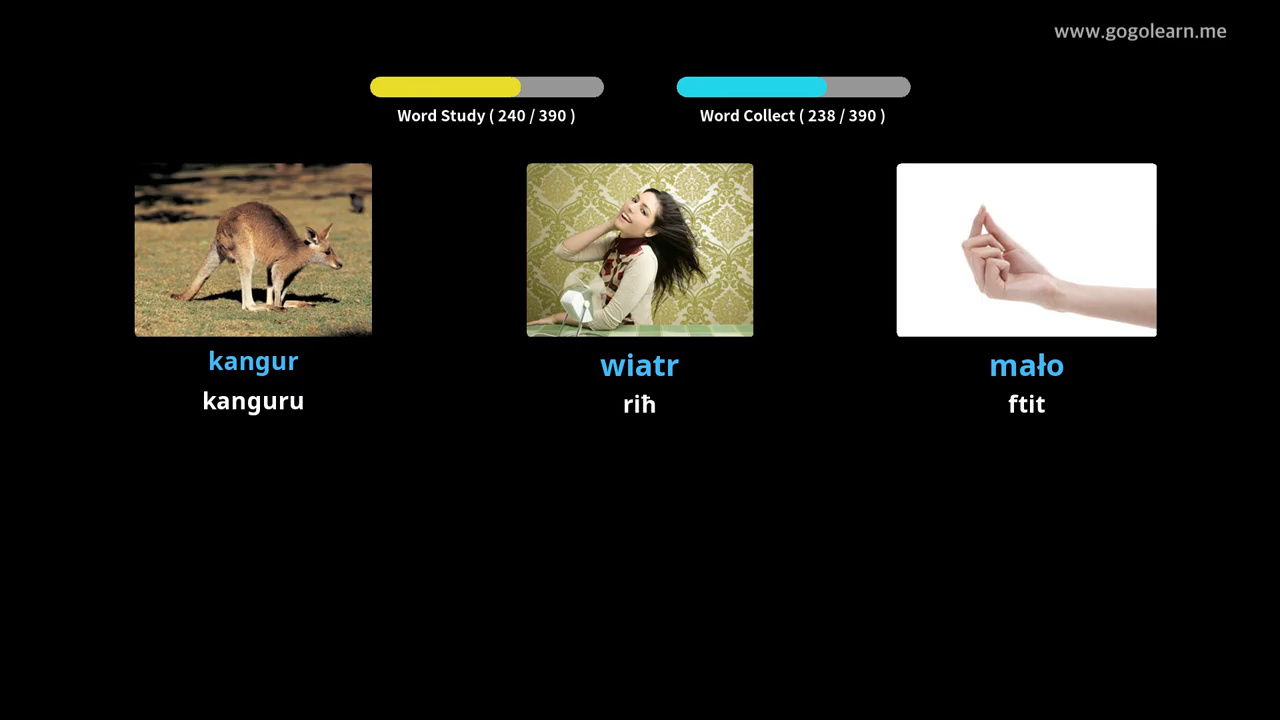 www.gogolearn.me
Word Study ( 240 / 390 )
Word Collect ( 238 / 390 )
kangur
kanguru
wiatr
riħ
mało
ftit